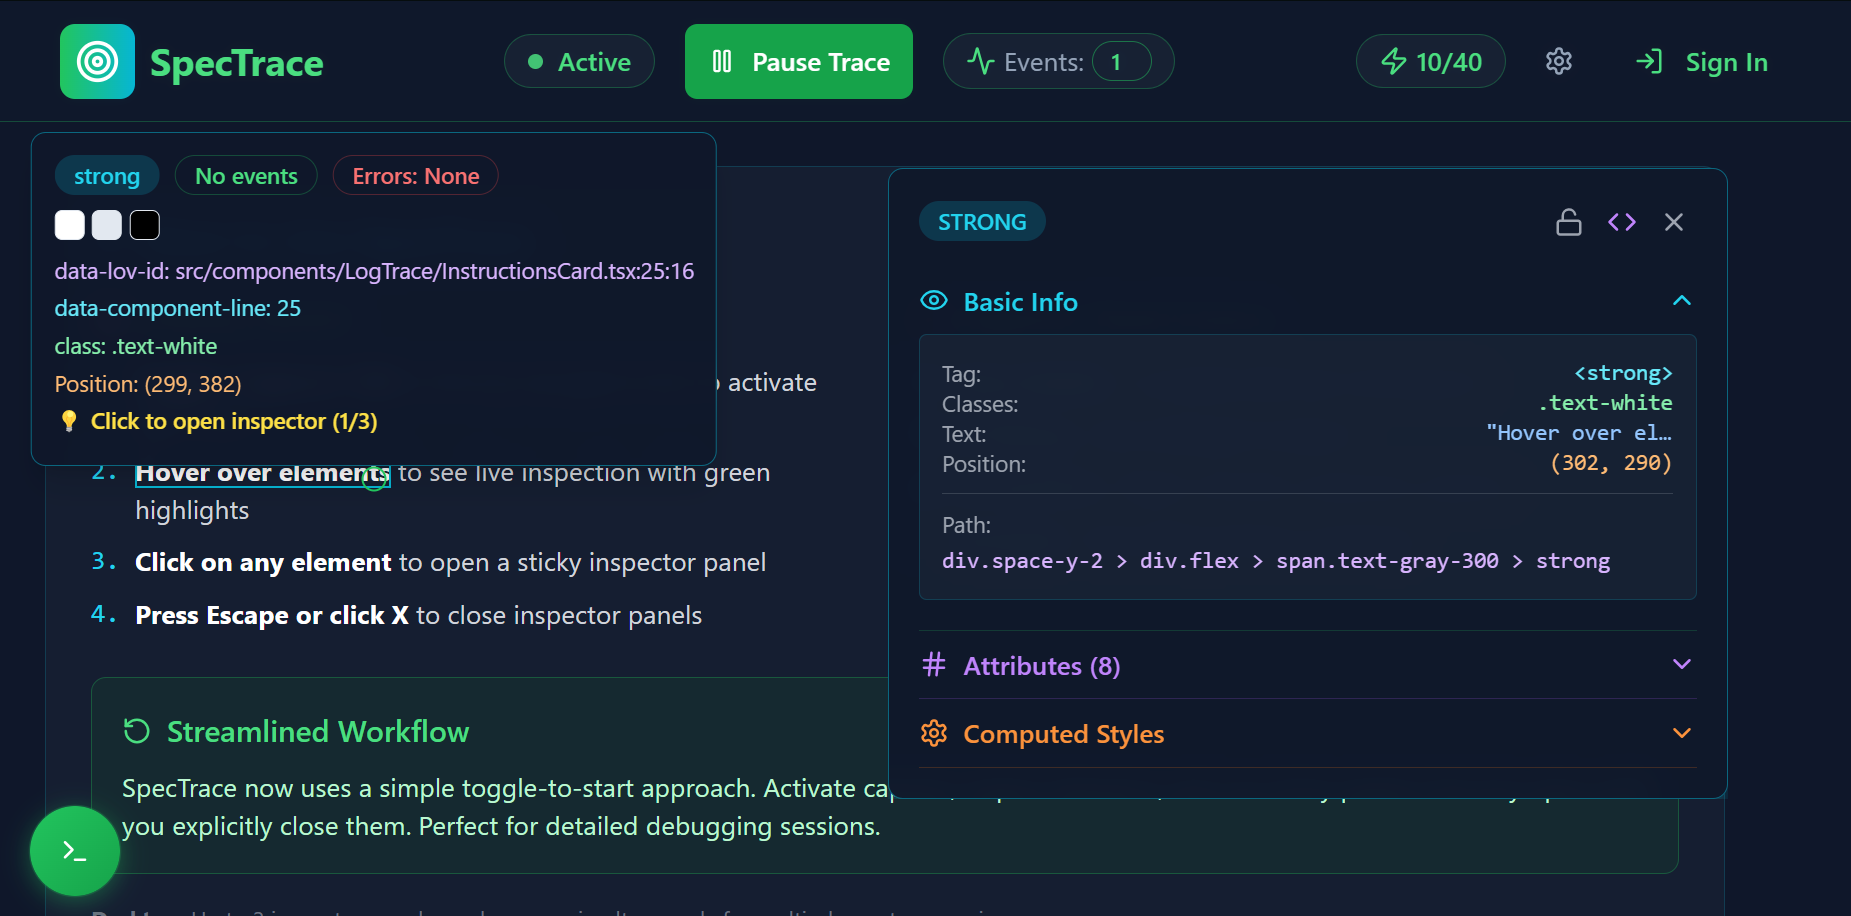 SpecTrace
Active
Pause Trace
Events: 1
10/40
Sign In
strong
No events
Errors: None
data-lov-id: src/components/LogTrace/InstructionsCard.tsx:25:16
data-component-line: 25
class: .text-white
Position: (299, 382)
💡 Click to open inspector (1/3)
activate
2. Hover over elements to see live inspection with green
highlights
3. Click on any element to open a sticky inspector panel
4. Press Escape or click X to close inspector panels
Streamlined Workflow
SpecTrace now uses a simple toggle-to-start approach. Activate
you explicitly close them. Perfect for detailed debugging sessions.
STRONG
Basic Info
Tag: <strong>
Classes: .text-white
Text: "Hover over el…
Position: (302, 290)
Path:
div.space-y-2 > div.flex > span.text-gray-300 > strong
# Attributes (8)
Computed Styles